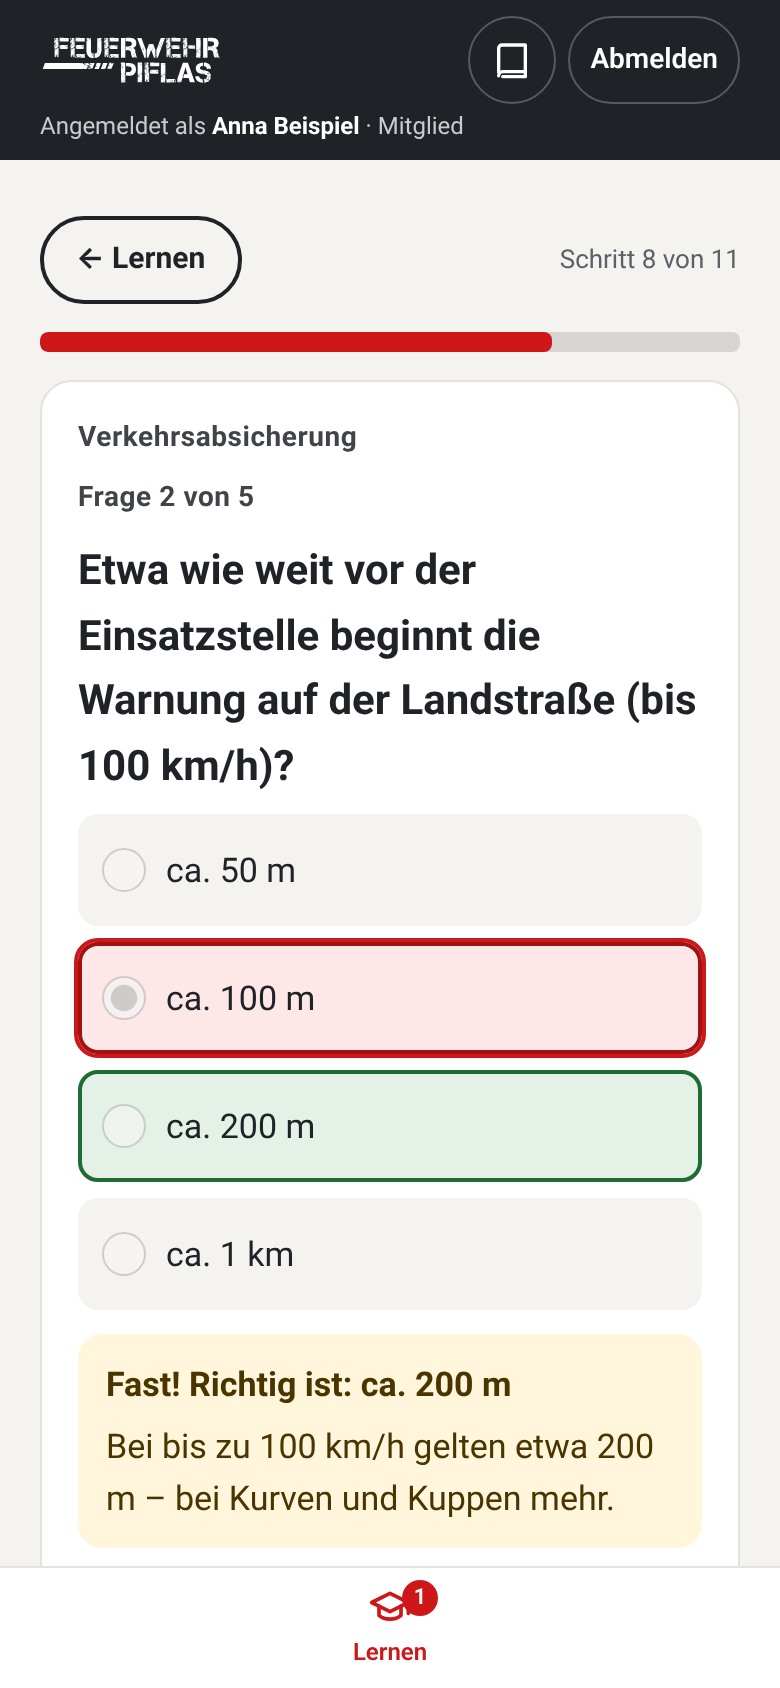 FEUERWEHR
PIFLAS
Abmelden
Angemeldet als Anna Beispiel · Mitglied
← Lernen
Schritt 8 von 11
Verkehrsabsicherung
Frage 2 von 5
Etwa wie weit vor der
Einsatzstelle beginnt die
Warnung auf der Landstraße (bis
100 km/h)?
ca. 50 m
ca. 100 m
ca. 200 m
ca. 1 km
Fast! Richtig ist: ca. 200 m
Bei bis zu 100 km/h gelten etwa 200
m – bei Kurven und Kuppen mehr.
1
Lernen